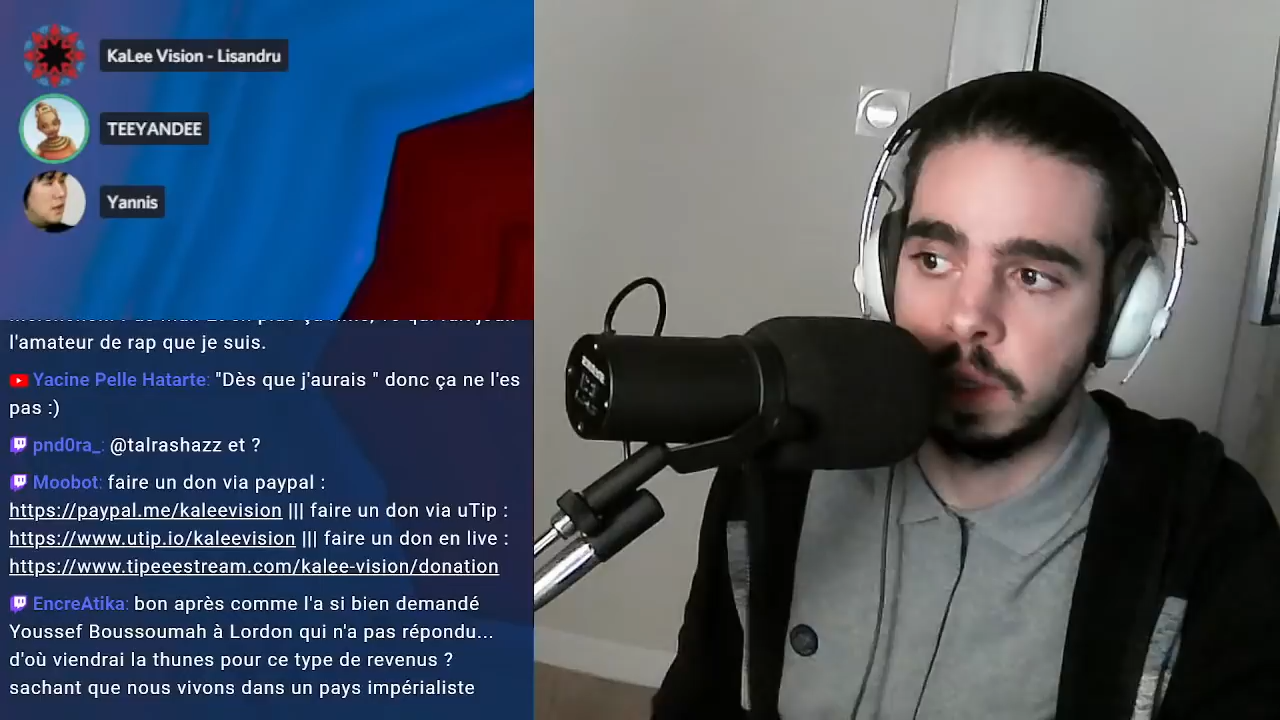 KaLee Vision - Lisandru
TEEYANDEE
Yannis
l'amateur de rap que je suis.
Yacine Pelle Hatarte: "Dès que j'aurais " donc ça ne l'es
pas :)
pnd0ra_: @talrashazz et ?
Moobot: faire un don via paypal :
https://paypal.me/kaleevision ||| faire un don via uTip :
https://www.utip.io/kaleevision ||| faire un don en live :
https://www.tipeeestream.com/kalee-vision/donation
EncreAtika: bon après comme l'a si bien demandé
Youssef Boussoumah à Lordon qui n'a pas répondu...
d'où viendrai la thunes pour ce type de revenus ?
sachant que nous vivons dans un pays impérialiste